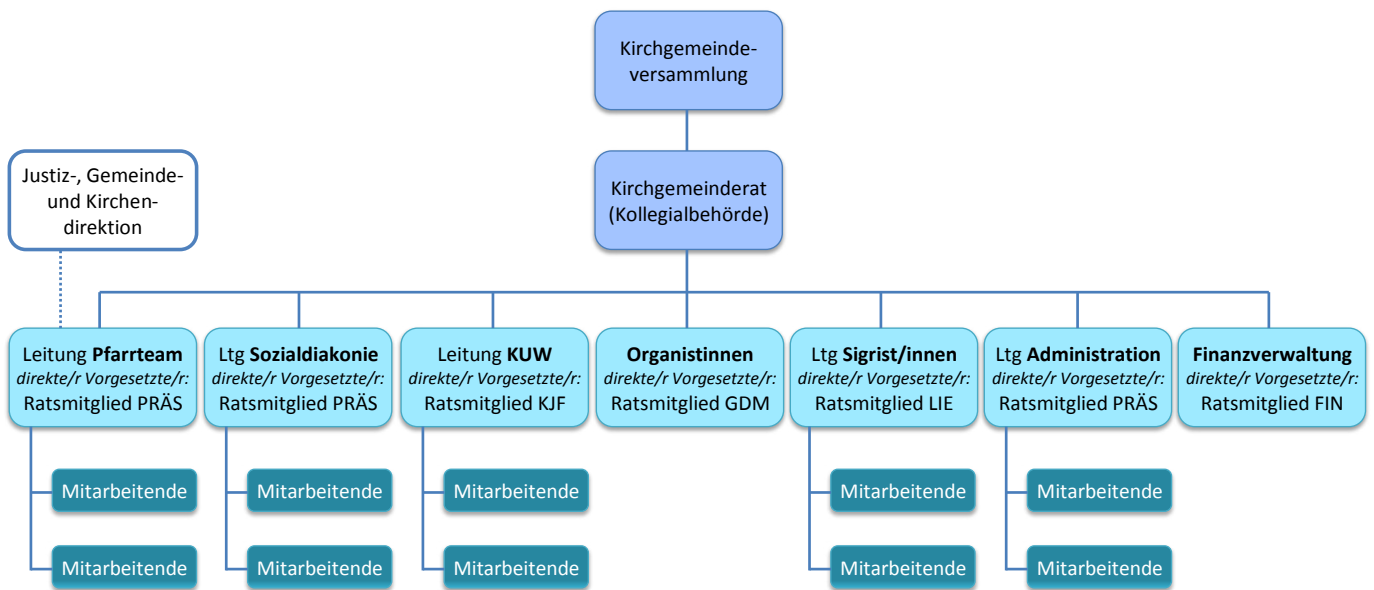 Kirchgemeinde-
versammlung
Justiz-, Gemeinde-
und Kirchen-
direktion
Kirchgemeinderat
(Kollegialbehörde)
Leitung Pfarrteam
direkte/r Vorgesetzte/r:
Ratsmitglied PRÄS
Ltg Sozialdiakonie
direkte/r Vorgesetzte/r:
Ratsmitglied PRÄS
Leitung KUW
direkte/r Vorgesetzte/r:
Ratsmitglied KJF
Organistinnen
direkte/r Vorgesetzte/r:
Ratsmitglied GDM
Ltg Sigrist/innen
direkte/r Vorgesetzte/r:
Ratsmitglied LIE
Ltg Administration
direkte/r Vorgesetzte/r:
Ratsmitglied PRÄS
Finanzverwaltung
direkte/r Vorgesetzte/r:
Ratsmitglied FIN
Mitarbeitende
Mitarbeitende
Mitarbeitende
Mitarbeitende
Mitarbeitende
Mitarbeitende
Mitarbeitende
Mitarbeitende
Mitarbeitende
Mitarbeitende